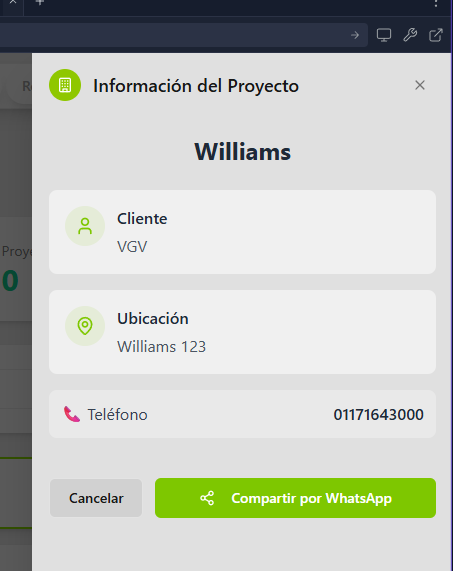 Información del Proyecto
Williams
Cliente
VGV
Ubicación
Williams 123
Teléfono 01171643000
Cancelar Compartir por WhatsApp
Proye
0